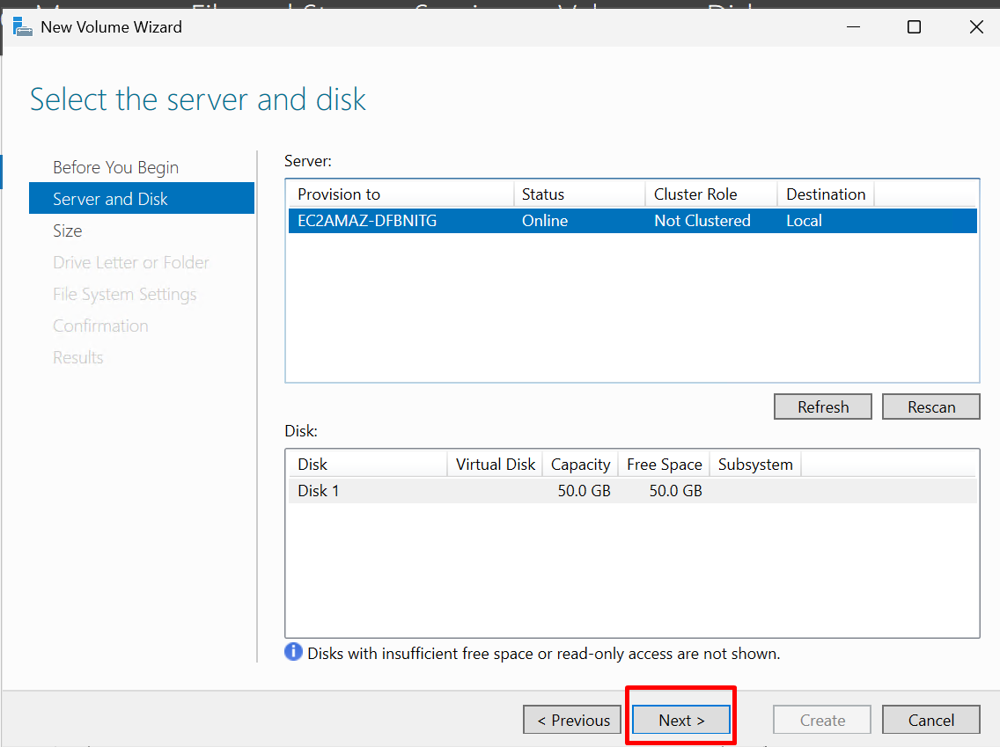 New Volume Wizard
Select the server and disk
Before You Begin
Server and Disk
Size
Drive Letter or Folder
File System Settings
Confirmation
Results
Server:
Provision to Status Cluster Role Destination
EC2AMAZ-DFBNITG Online Not Clustered Local
Refresh Rescan
Disk:
Disk Virtual Disk Capacity Free Space Subsystem
Disk 1 50.0 GB 50.0 GB
Disks with insufficient free space or read-only access are not shown.
< Previous Next > Create Cancel